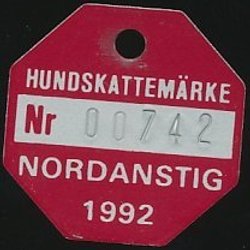 HUNDSKATTEMÄRKE
Nr 00742
NORDANSTIG
1992